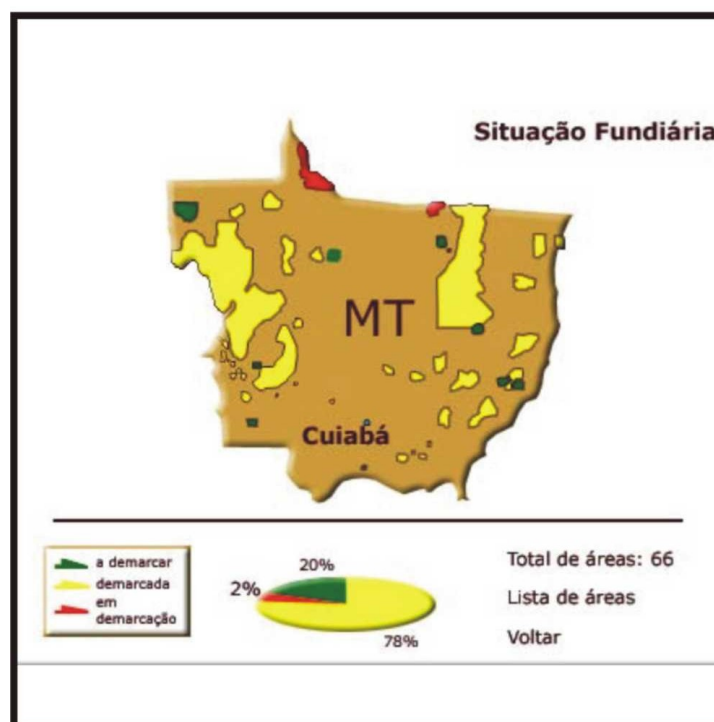 Situação Fundiária
MT
Cuiabá
a demarcar
demarcada
em
demarcação
20%
2%
78%
Total de áreas: 66
Lista de áreas
Voltar